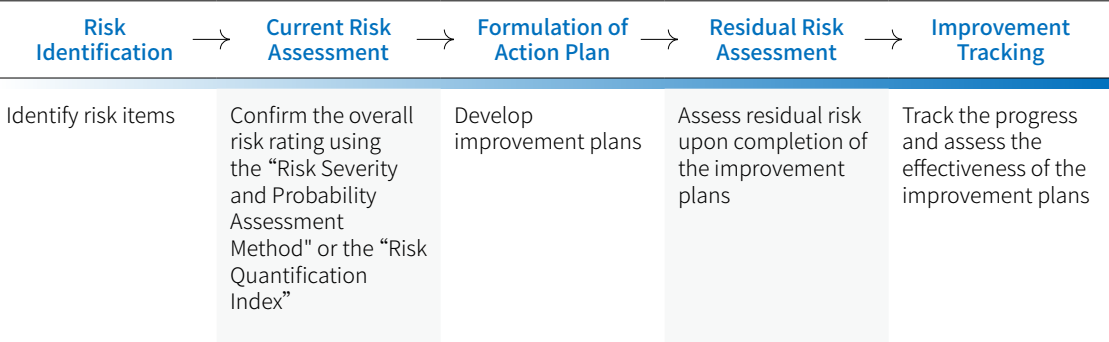 Risk
Identification
Current Risk
Assessment
Formulation of
Action Plan
Residual Risk
Assessment
Improvement
Tracking
Identify risk items
Confirm the overall
risk rating using
the “Risk Severity
and Probability
Assessment
Method" or the “Risk
Quantification
Index”
Develop
improvement plans
Assess residual risk
upon completion of
the improvement
plans
Track the progress
and assess the
effectiveness of the
improvement plans